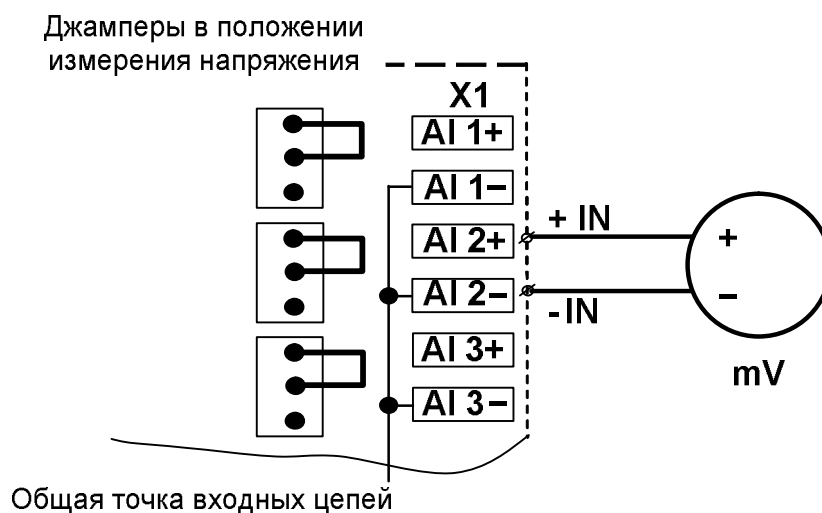 Джамперы в положении
измерения напряжения
X1
AI 1+
AI 1−
AI 2+
+ IN
+
AI 2−
- IN
−
AI 3+
mV
AI 3−
Общая точка входных цепей